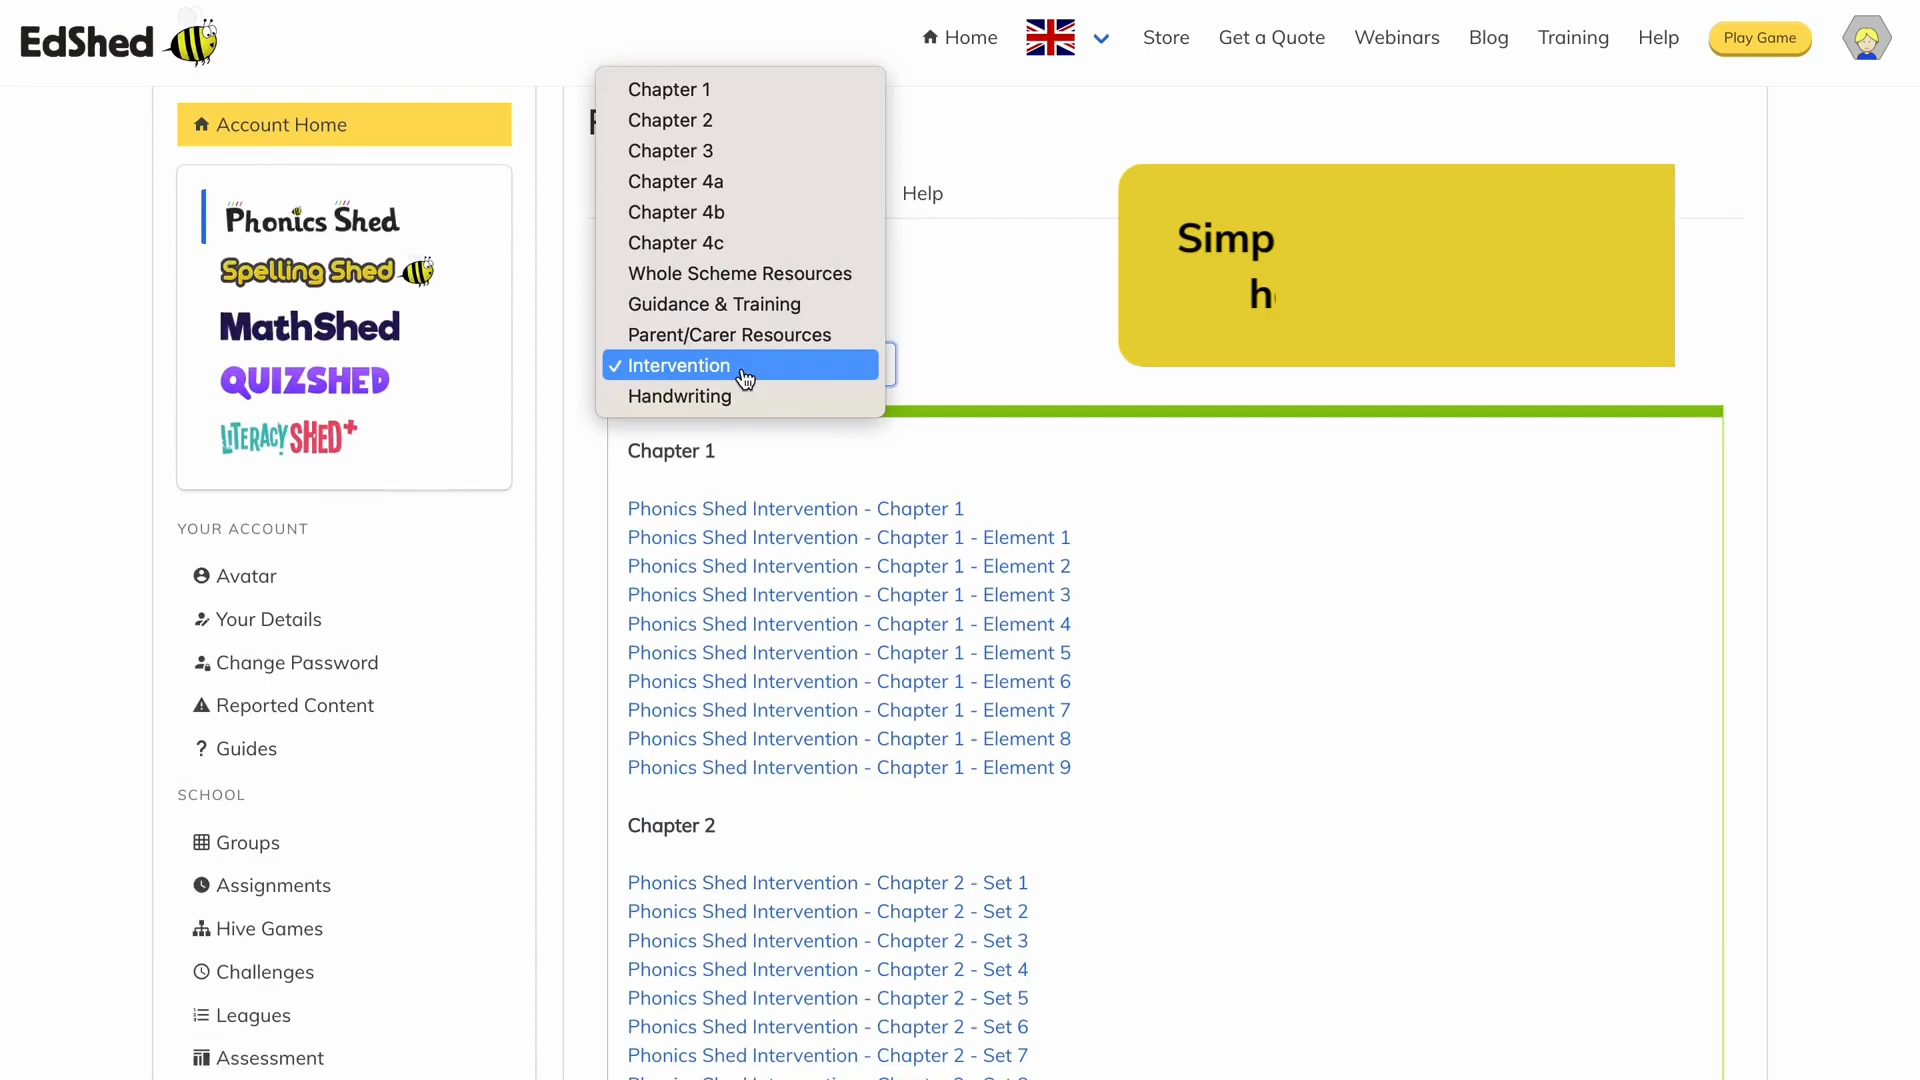 EdShed
Home
Store
Get a Quote
Webinars
Blog
Training
Help
Play Game
Account Home
Phonics Shed
Spelling Shed
MathShed
QUIZSHED
LITERACY SHED+
YOUR ACCOUNT
Avatar
Your Details
Change Password
Reported Content
? Guides
SCHOOL
Groups
Assignments
Hive Games
Challenges
Leagues
Assessment
Chapter 1
Chapter 2
Chapter 3
Chapter 4a
Chapter 4b
Chapter 4c
Whole Scheme Resources
Guidance & Training
Parent/Carer Resources
✓ Intervention
Handwriting
Help
Simp
h
Chapter 1
Phonics Shed Intervention - Chapter 1
Phonics Shed Intervention - Chapter 1 - Element 1
Phonics Shed Intervention - Chapter 1 - Element 2
Phonics Shed Intervention - Chapter 1 - Element 3
Phonics Shed Intervention - Chapter 1 - Element 4
Phonics Shed Intervention - Chapter 1 - Element 5
Phonics Shed Intervention - Chapter 1 - Element 6
Phonics Shed Intervention - Chapter 1 - Element 7
Phonics Shed Intervention - Chapter 1 - Element 8
Phonics Shed Intervention - Chapter 1 - Element 9
Chapter 2
Phonics Shed Intervention - Chapter 2 - Set 1
Phonics Shed Intervention - Chapter 2 - Set 2
Phonics Shed Intervention - Chapter 2 - Set 3
Phonics Shed Intervention - Chapter 2 - Set 4
Phonics Shed Intervention - Chapter 2 - Set 5
Phonics Shed Intervention - Chapter 2 - Set 6
Phonics Shed Intervention - Chapter 2 - Set 7